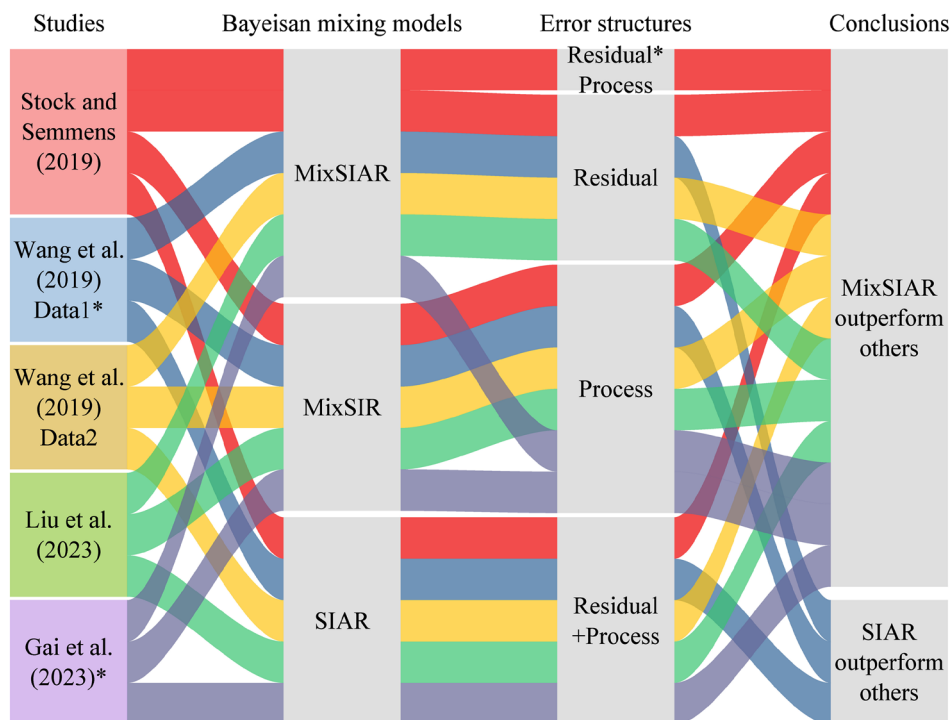 Studies
Bayeisan mixing models
Error structures
Conclusions
Stock and
Semmens
(2019)
Wang et al.
(2019)
Data1*
Wang et al.
(2019)
Data2
Liu et al.
(2023)
Gai et al.
(2023)*
MixSIAR
MixSIR
SIAR
Residual*
Process
Residual
Process
Residual
+Process
MixSIAR
outperform
others
SIAR
outperform
others